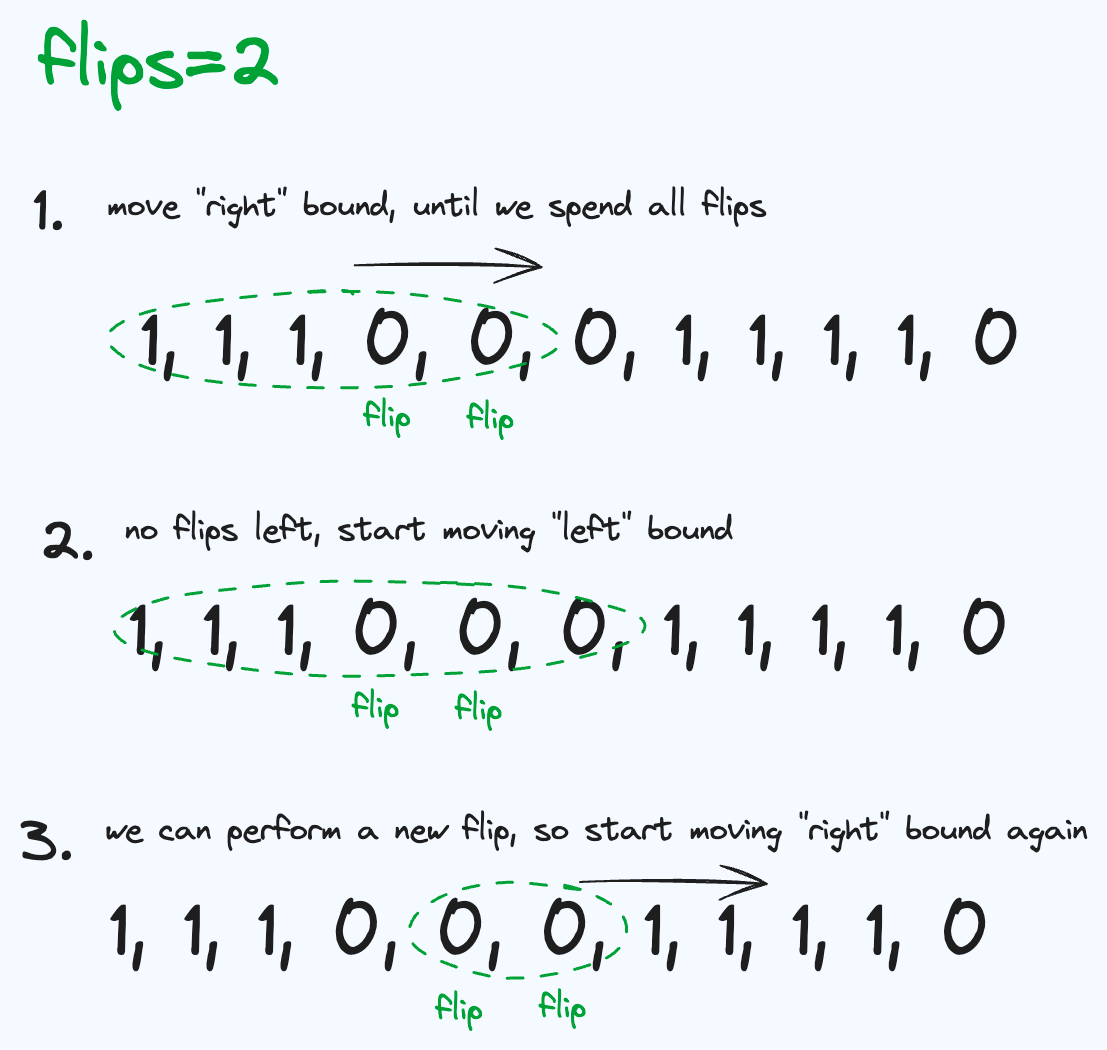 flips=2
1. move "right" bound, until we spend all flips
1, 1, 1, 0, 0, 0, 1, 1, 1, 1, 0
flip flip
2. no flips left, start moving "left" bound
1, 1, 1, 0, 0, 0, 1, 1, 1, 1, 0
flip flip
3. we can perform a new flip, so start moving "right" bound again
1, 1, 1, 0, 0, 0, 1, 1, 1, 1, 0
flip flip